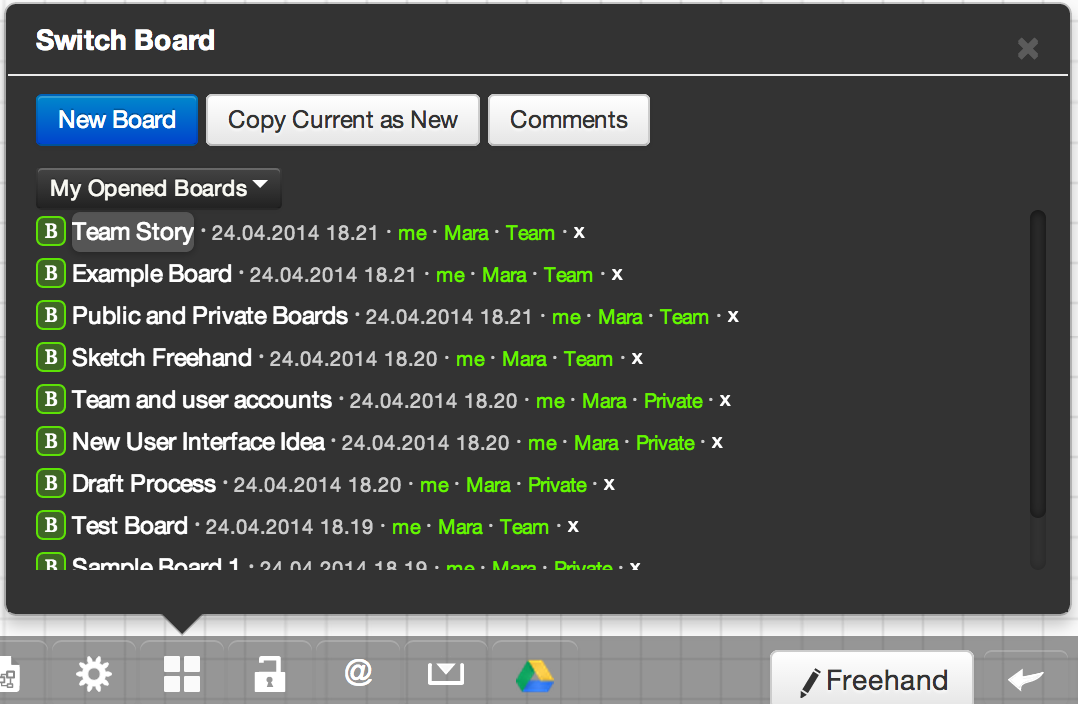 Switch Board ×
New Board Copy Current as New Comments
My Opened Boards
B Team Story · 24.04.2014 18.21 · me · Mara · Team · x
B Example Board · 24.04.2014 18.21 · me · Mara · Team · x
B Public and Private Boards · 24.04.2014 18.21 · me · Mara · Team · x
B Sketch Freehand · 24.04.2014 18.20 · me · Mara · Team · x
B Team and user accounts · 24.04.2014 18.20 · me · Mara · Private · x
B New User Interface Idea · 24.04.2014 18.20 · me · Mara · Private · x
B Draft Process · 24.04.2014 18.20 · me · Mara · Private · x
B Test Board · 24.04.2014 18.19 · me · Mara · Team · x
B Sample Board 1 · 24.04.2014 18.19 · me · Mara · Private · x
@ Freehand